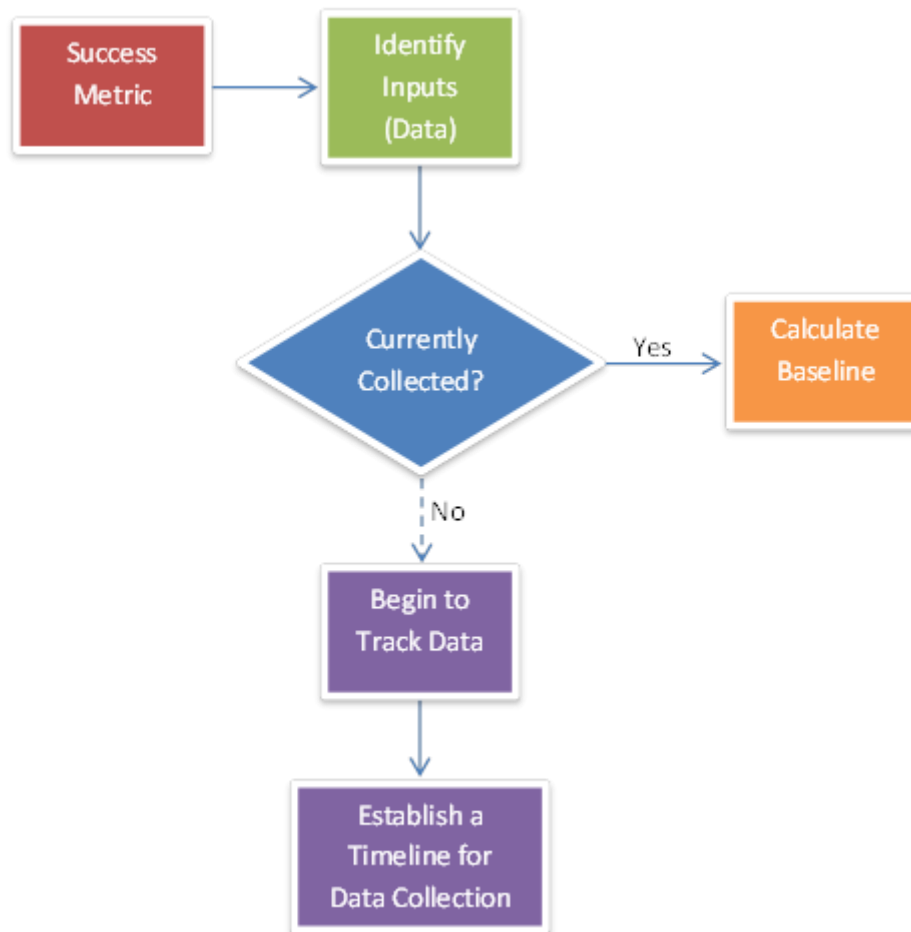 Success
Metric
Identify
Inputs
(Data)
Currently
Collected?
Yes
Calculate
Baseline
No
Begin to
Track Data
Establish a
Timeline for
Data Collection